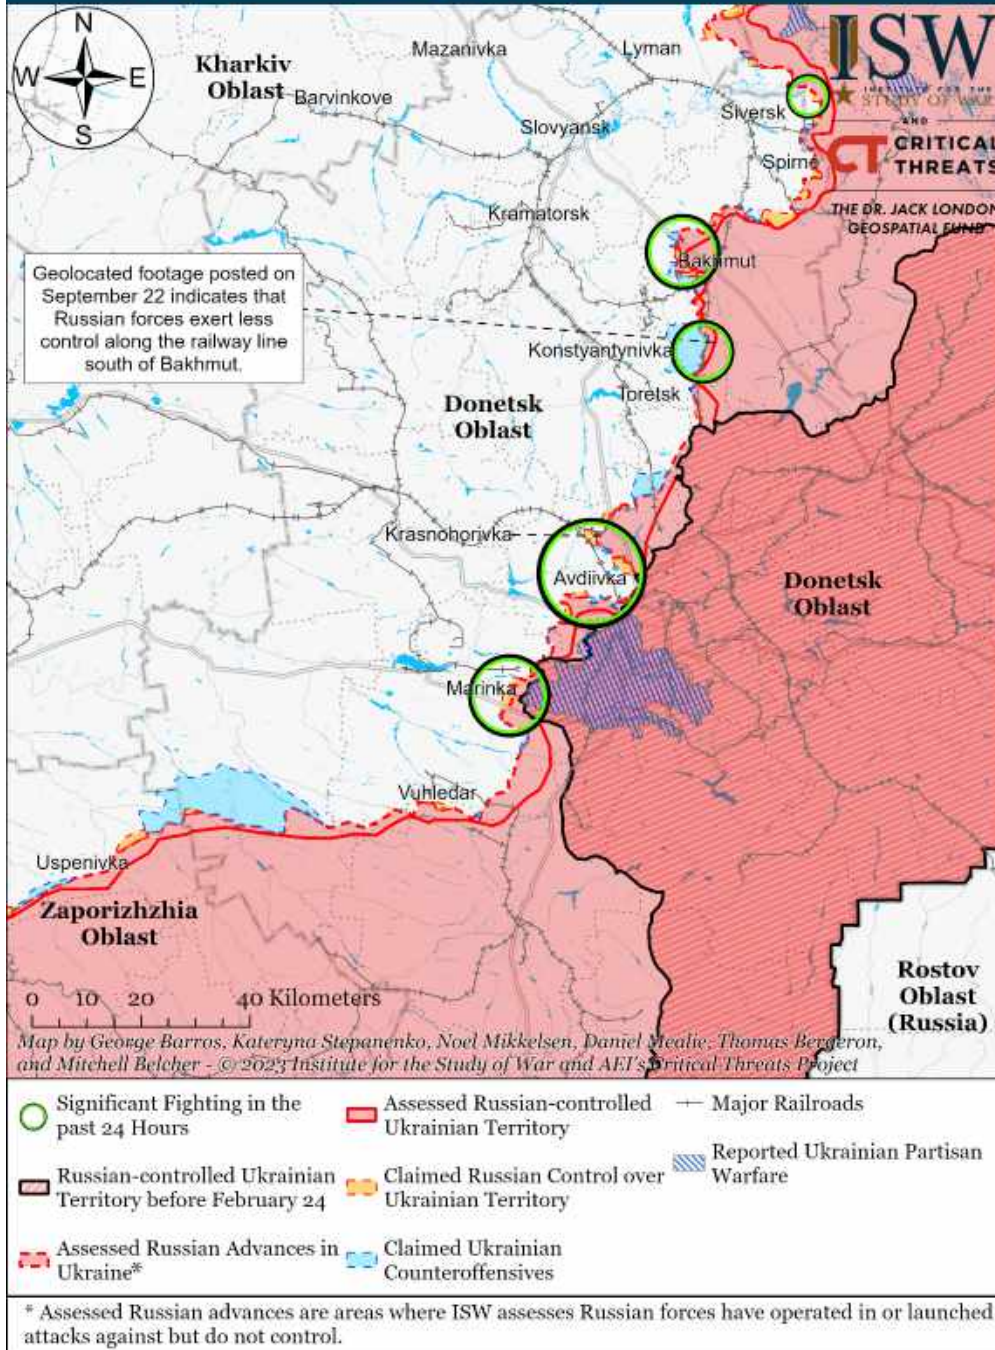 N
W
E
S
Kharkiv
Oblast
Mazanivka
Lyman
Barvinkove
Slovyansk
Siversk
Spirne
Kramatorsk
Bakhmut
ISW
INSTITUTE FOR THE
STUDY OF WAR
AND
CT CRITICAL
THREATS
THE DR. JACK LONDON
GEOSPATIAL FUND
Geolocated footage posted on
September 22 indicates that
Russian forces exert less
control along the railway line
south of Bakhmut.
Konstyantynivka
Toretsk
Donetsk
Oblast
Krasnohorivka
Avdiivka
Donetsk
Oblast
Marinka
Vuhledar
Uspenivka
Zaporizhzhia
Oblast
Rostov
Oblast
(Russia)
0 10 20 40 Kilometers
Map by George Barros, Kateryna Stepanenko, Noel Mikkelsen, Daniel Mealie, Thomas Bergeron,
and Mitchell Belcher - © 2023 Institute for the Study of War and AEI's Critical Threats Project
Significant Fighting in the
past 24 Hours
Russian-controlled Ukrainian
Territory before February 24
Assessed Russian Advances in
Ukraine*
Assessed Russian-controlled
Ukrainian Territory
Claimed Russian Control over
Ukrainian Territory
Claimed Ukrainian
Counteroffensives
Major Railroads
Reported Ukrainian Partisan
Warfare
* Assessed Russian advances are areas where ISW assesses Russian forces have operated in or launched
attacks against but do not control.